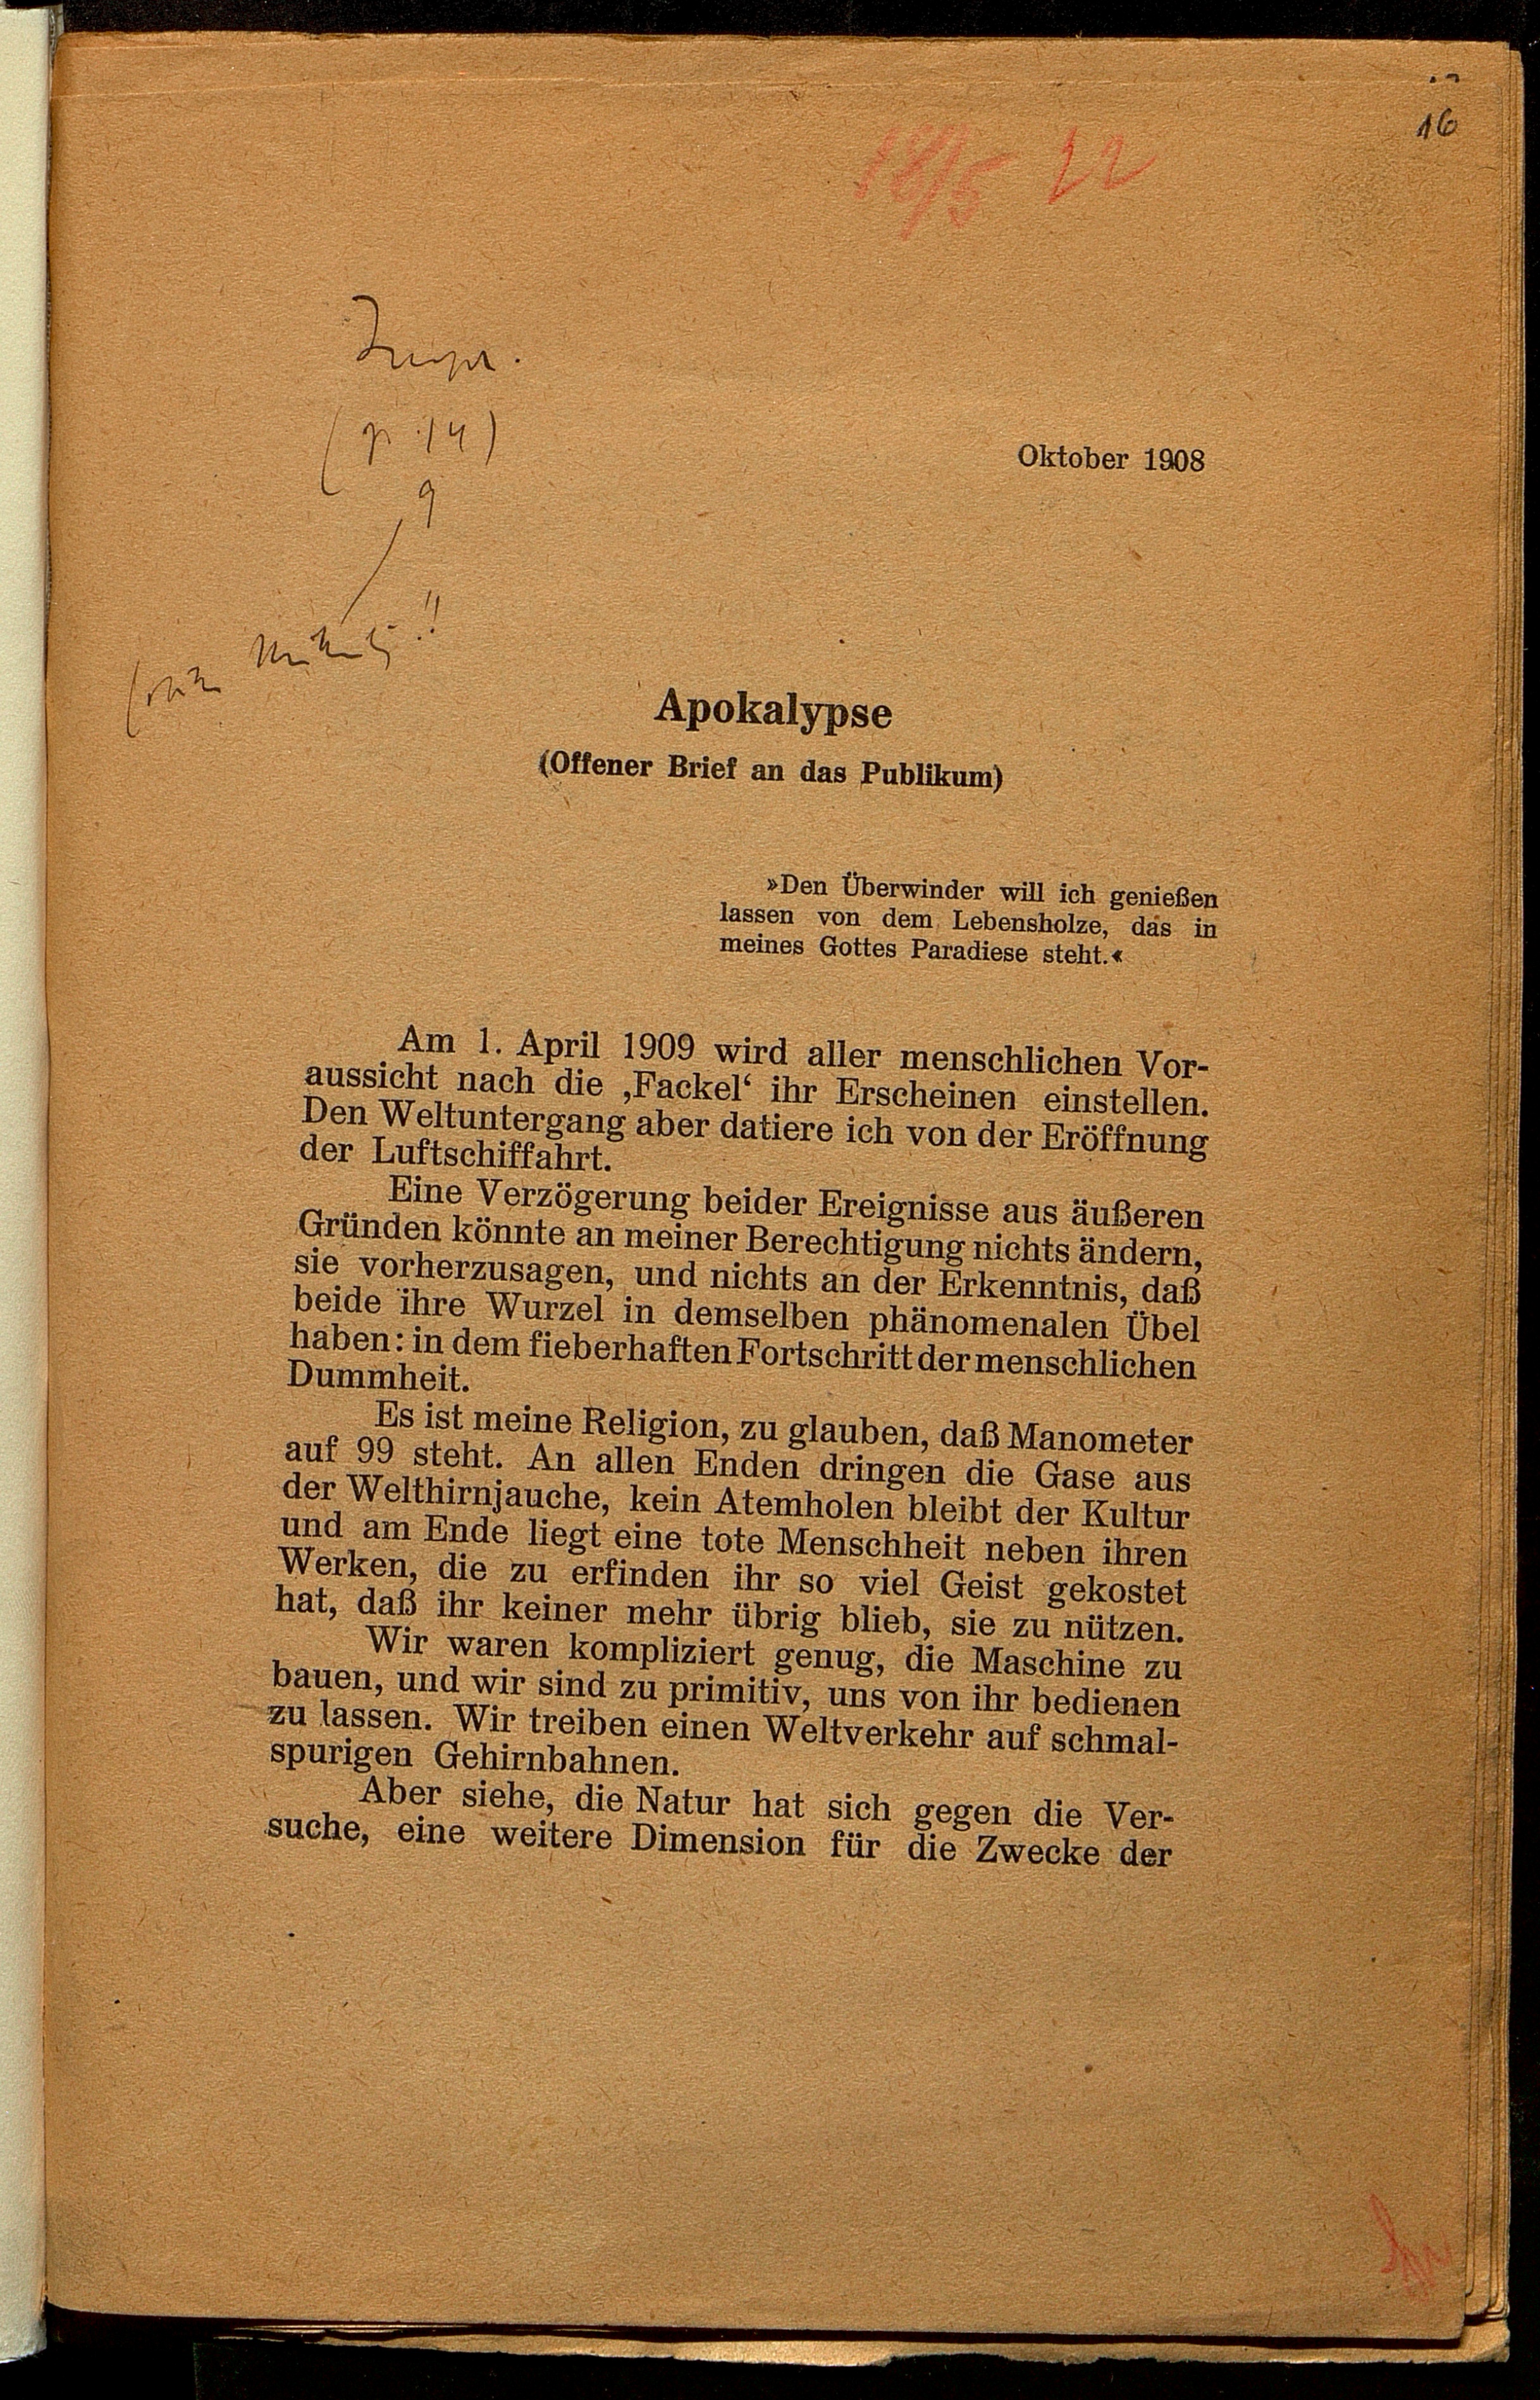 16
18/5 22
(p. 14)
9
Oktober 1908
Apokalypse
(Offener Brief an das Publikum)
»Den Überwinder will ich genießen
lassen von dem Lebensholze, das in
meines Gottes Paradiese steht.«
Am 1. April 1909 wird aller menschlichen Vor-
aussicht nach die ‚Fackel‘ ihr Erscheinen einstellen.
Den Weltuntergang aber datiere ich von der Eröffnung
der Luftschiffahrt.
Eine Verzögerung beider Ereignisse aus äußeren
Gründen könnte an meiner Berechtigung nichts ändern,
sie vorherzusagen, und nichts an der Erkenntnis, daß
beide ihre Wurzel in demselben phänomenalen Übel
haben: in dem fieberhaften Fortschritt der menschlichen
Dummheit.
Es ist meine Religion, zu glauben, daß Manometer
auf 99 steht. An allen Enden dringen die Gase aus
der Welthirnjauche, kein Atemholen bleibt der Kultur
und am Ende liegt eine tote Menschheit neben ihren
Werken, die zu erfinden ihr so viel Geist gekostet
hat, daß ihr keiner mehr übrig blieb, sie zu nützen.
Wir waren kompliziert genug, die Maschine zu
bauen, und wir sind zu primitiv, uns von ihr bedienen
zu lassen. Wir treiben einen Weltverkehr auf schmal-
spurigen Gehirnbahnen.
Aber siehe, die Natur hat sich gegen die Ver-
suche, eine weitere Dimension für die Zwecke der